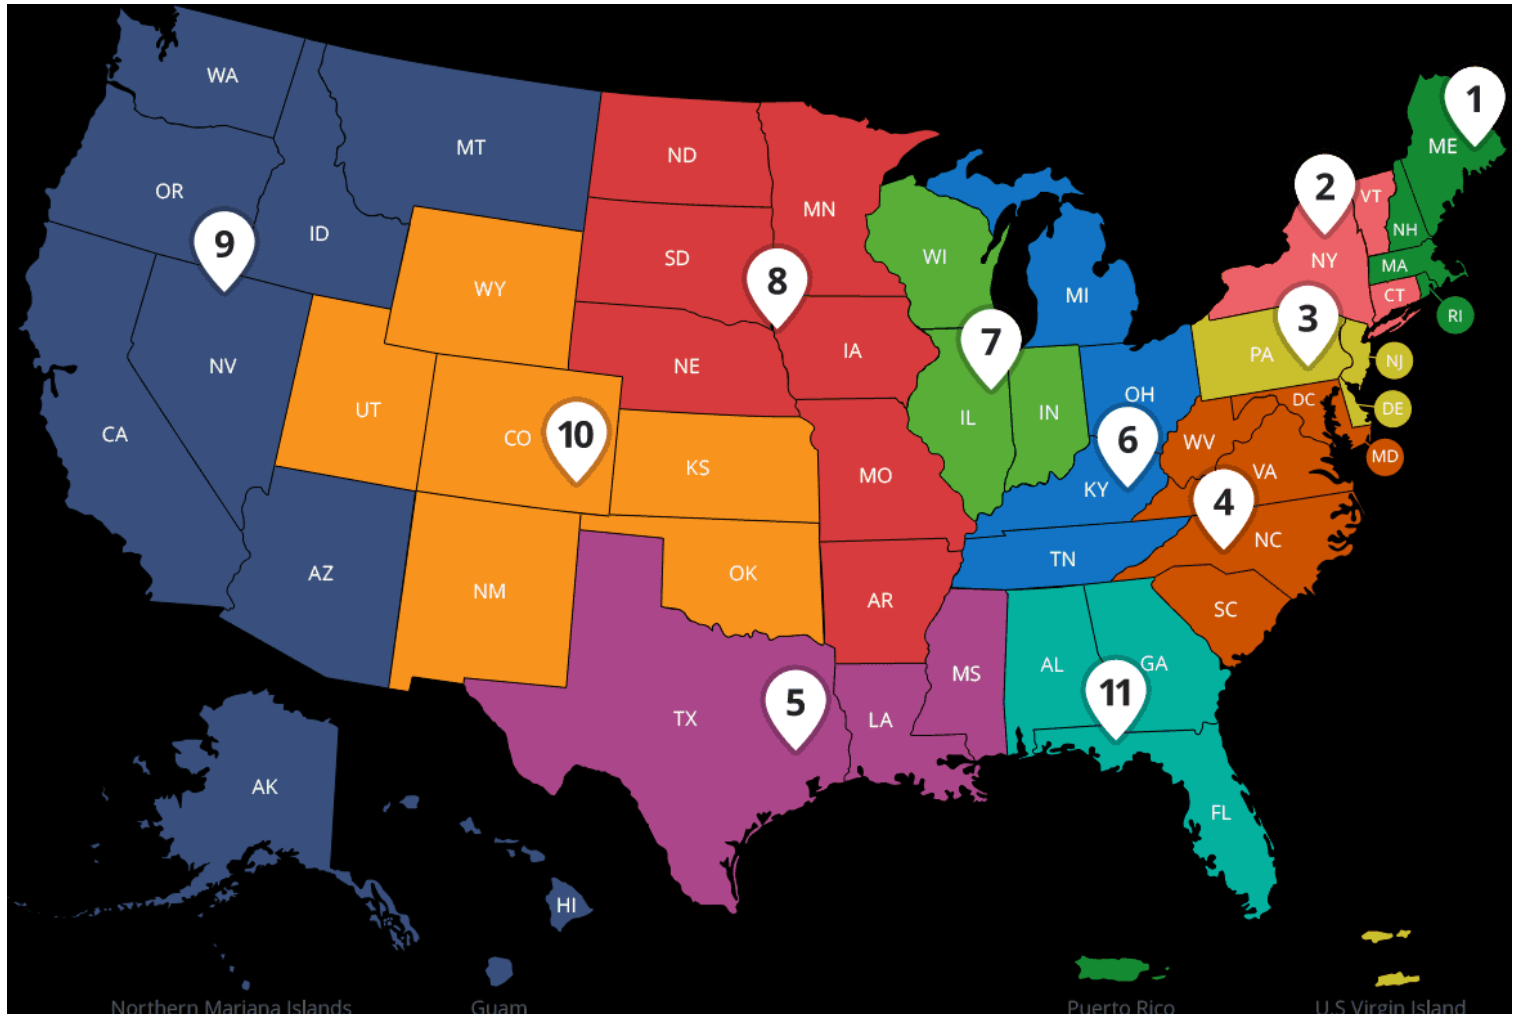 WA
MT
ND
MN
OR
ID
SD
WI
MI
ME
1
VT
2
NH
NY
MA
CT
RI
9
WY
8
7
3
NV
NE
IA
PA
NJ
UT
CO
10
KS
MO
IL
IN
OH
DC
DE
CA
6
WV
MD
KY
VA
4
NC
AZ
NM
OK
AR
TN
SC
TX
5
LA
MS
AL
GA
11
FL
AK
HI
Northern Mariana Islands
Guam
Puerto Rico
U.S Virgin Island